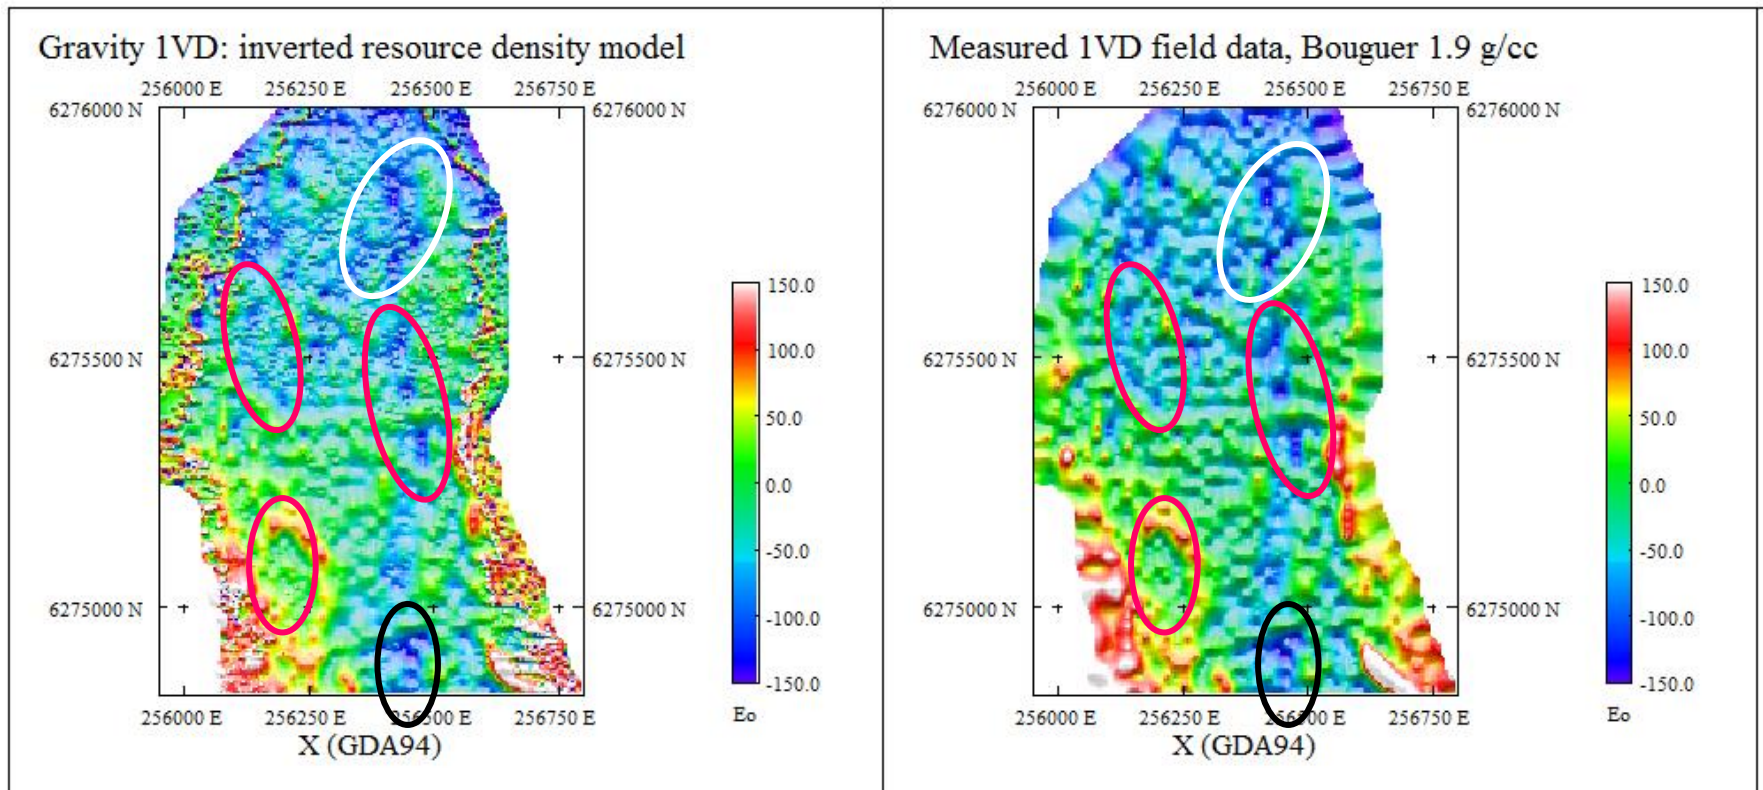 Gravity 1VD: inverted resource density model
256000 E 256250 E 256500 E 256750 E
6276000 N 6276000 N
6275500 N 6275500 N
6275000 N 6275000 N
256000 E 256250 E 256500 E 256750 E
X (GDA94)
150.0
100.0
50.0
0.0
-50.0
-100.0
-150.0
Eo
Measured 1VD field data, Bouguer 1.9 g/cc
256000 E 256250 E 256500 E 256750 E
6276000 N 6276000 N
6275500 N 6275500 N
6275000 N 6275000 N
256000 E 256250 E 256500 E 256750 E
X (GDA94)
150.0
100.0
50.0
0.0
-50.0
-100.0
-150.0
Eo